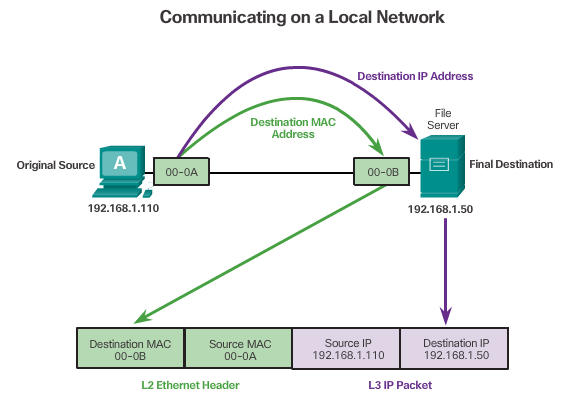 Communicating on a Local Network
Destination IP Address
Destination MAC
Address
File
Server
Original Source
A
00-0A
00-0B
Final Destination
192.168.1.110
192.168.1.50
Destination MAC
00-0B
Source MAC
00-0A
Source IP
192.168.1.110
Destination IP
192.168.1.50
L2 Ethernet Header
L3 IP Packet